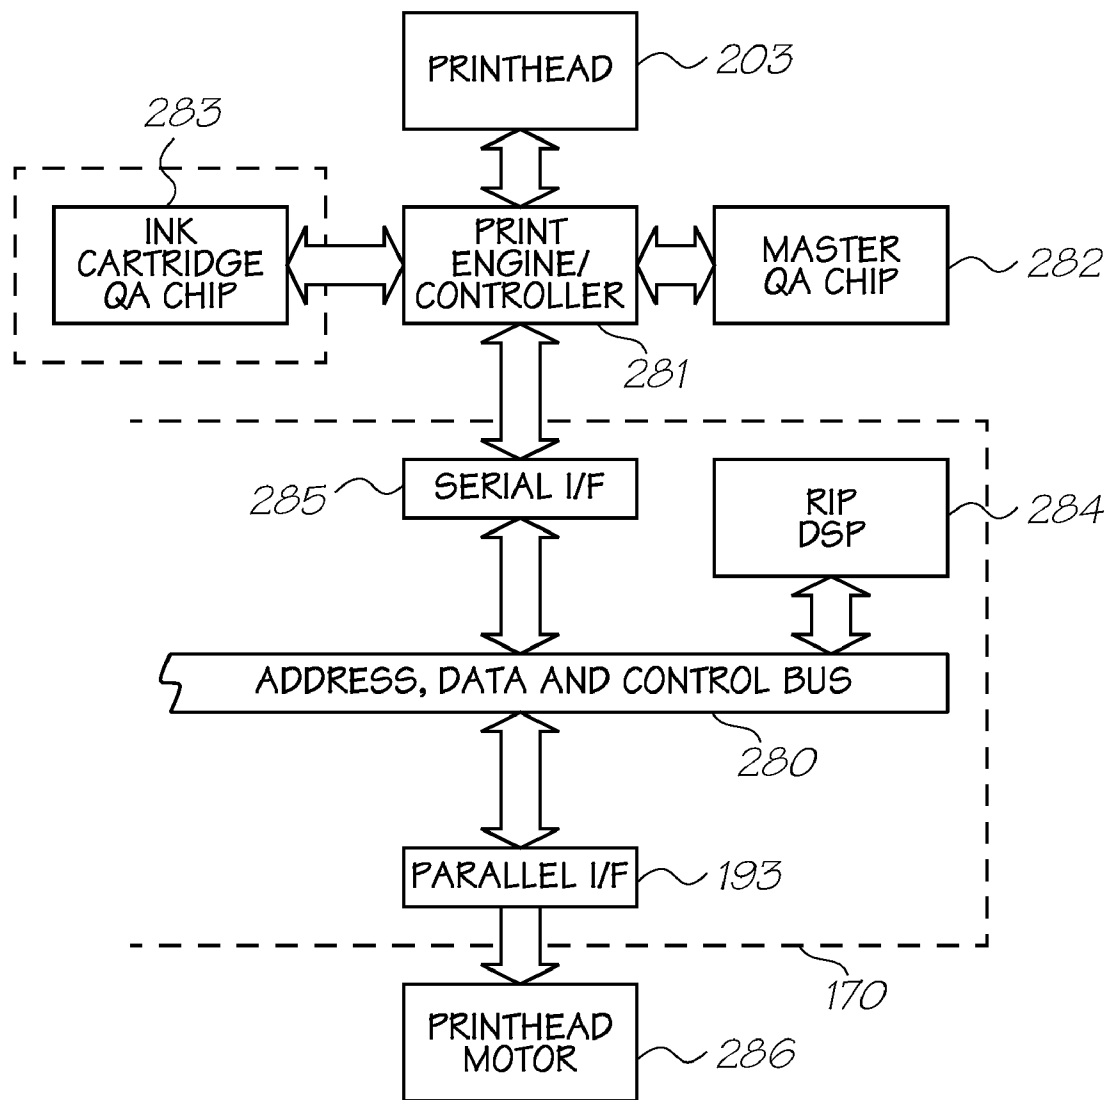 PRINTHEAD
203
283
INK
CARTRIDGE
QA CHIP
PRINT
ENGINE/
CONTROLLER
MASTER
QA CHIP
282
281
SERIAL I/F
285
RIP
DSP
284
ADDRESS, DATA AND CONTROL BUS
280
PARALLEL I/F
193
170
PRINTHEAD
MOTOR
286